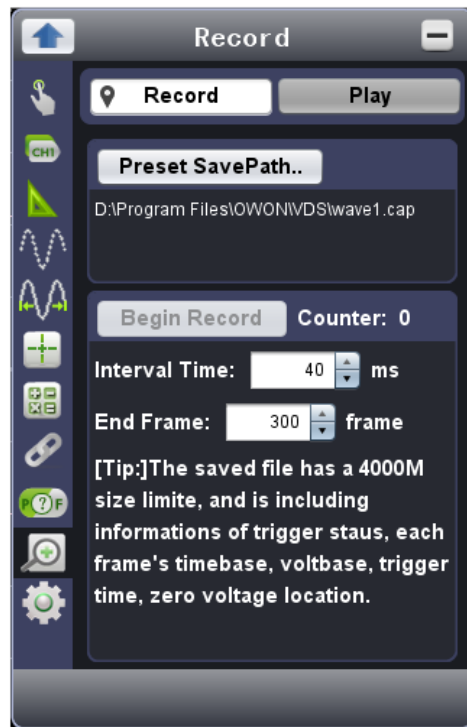 Record
Record
Play
CH1
Preset SavePath..
D:\Program Files\OWON\VDS\wave1.cap
Begin Record
Counter: 0
Interval Time: 40 ms
End Frame: 300 frame
[Tip:]The saved file has a 4000M
size limite, and is including
informations of trigger staus, each
frame's timebase, voltbase, trigger
time, zero voltage location.
P?F